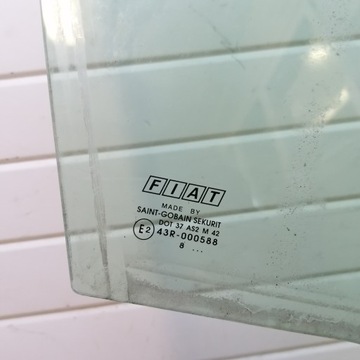 FIAT
MADE BY
SAINT-GOBAIN SEKURIT
DOT 37 AS2 M 42
E2 43R-000588
8 ...